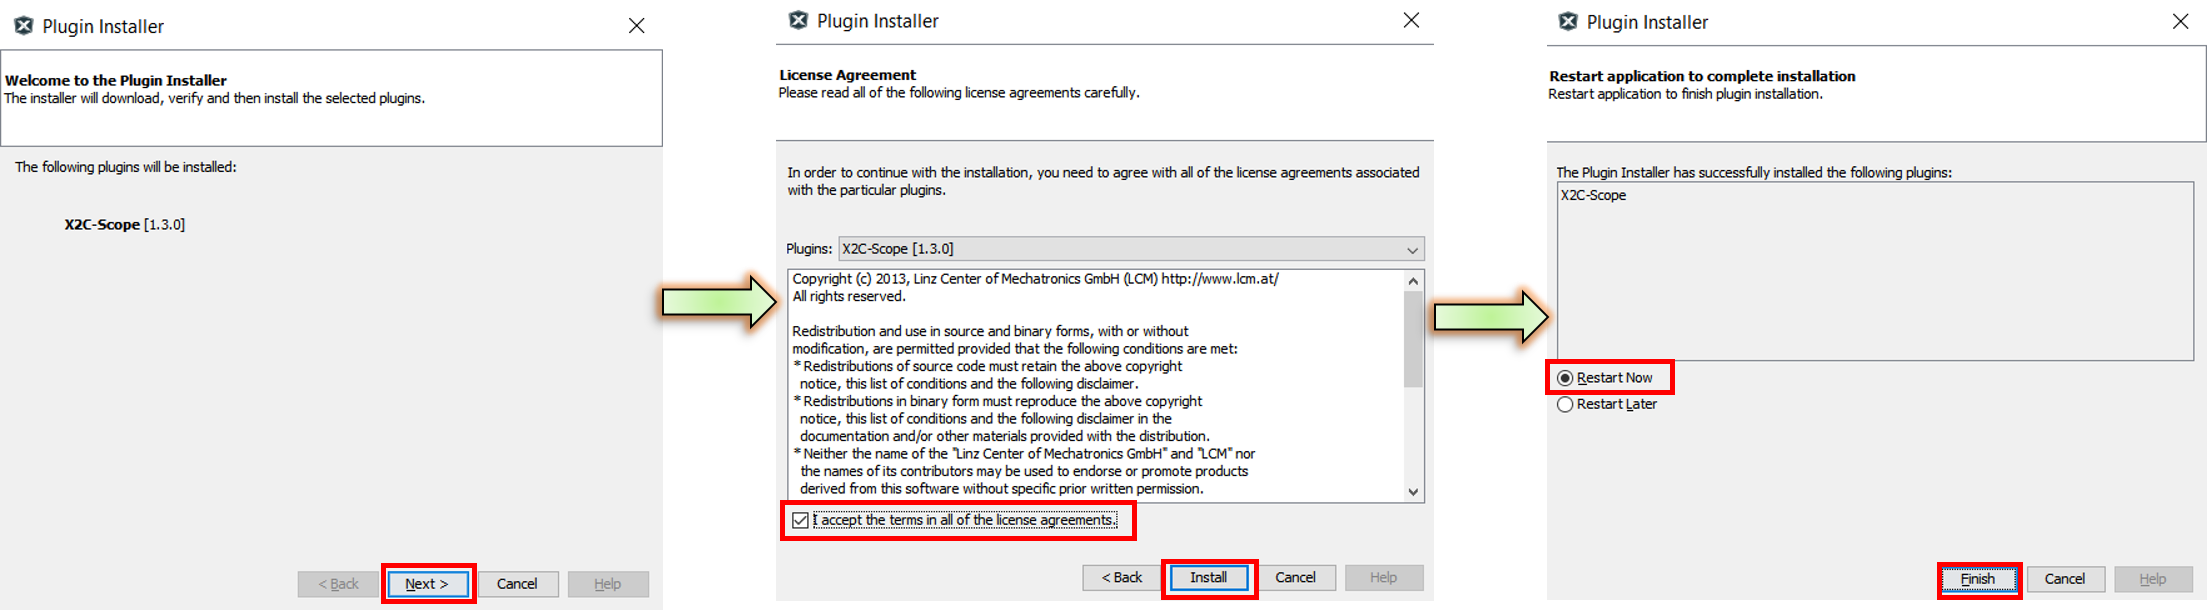 Plugin Installer
Welcome to the Plugin Installer
The installer will download, verify and then install the selected plugins.
The following plugins will be installed:
X2C-Scope [1.3.0]
< Back
Next >
Cancel
Help
Plugin Installer
License Agreement
Please read all of the following license agreements carefully.
In order to continue with the installation, you need to agree with all of the license agreements associated
with the particular plugins.
Plugins: X2C-Scope [1.3.0]
Copyright (c) 2013, Linz Center of Mechatronics GmbH (LCM) http://www.lcm.at/
All rights reserved.
Redistribution and use in source and binary forms, with or without
modification, are permitted provided that the following conditions are met:
* Redistributions of source code must retain the above copyright
notice, this list of conditions and the following disclaimer.
* Redistributions in binary form must reproduce the above copyright
notice, this list of conditions and the following disclaimer in the
documentation and/or other materials provided with the distribution.
* Neither the name of the "Linz Center of Mechatronics GmbH" and "LCM" nor
the names of its contributors may be used to endorse or promote products
derived from this software without specific prior written permission.
I accept the terms in all of the license agreements.
< Back
Install
Cancel
Help
Plugin Installer
Restart application to complete installation
Restart application to finish plugin installation.
The Plugin Installer has successfully installed the following plugins:
X2C-Scope
Restart Now
Restart Later
Finish
Cancel
Help